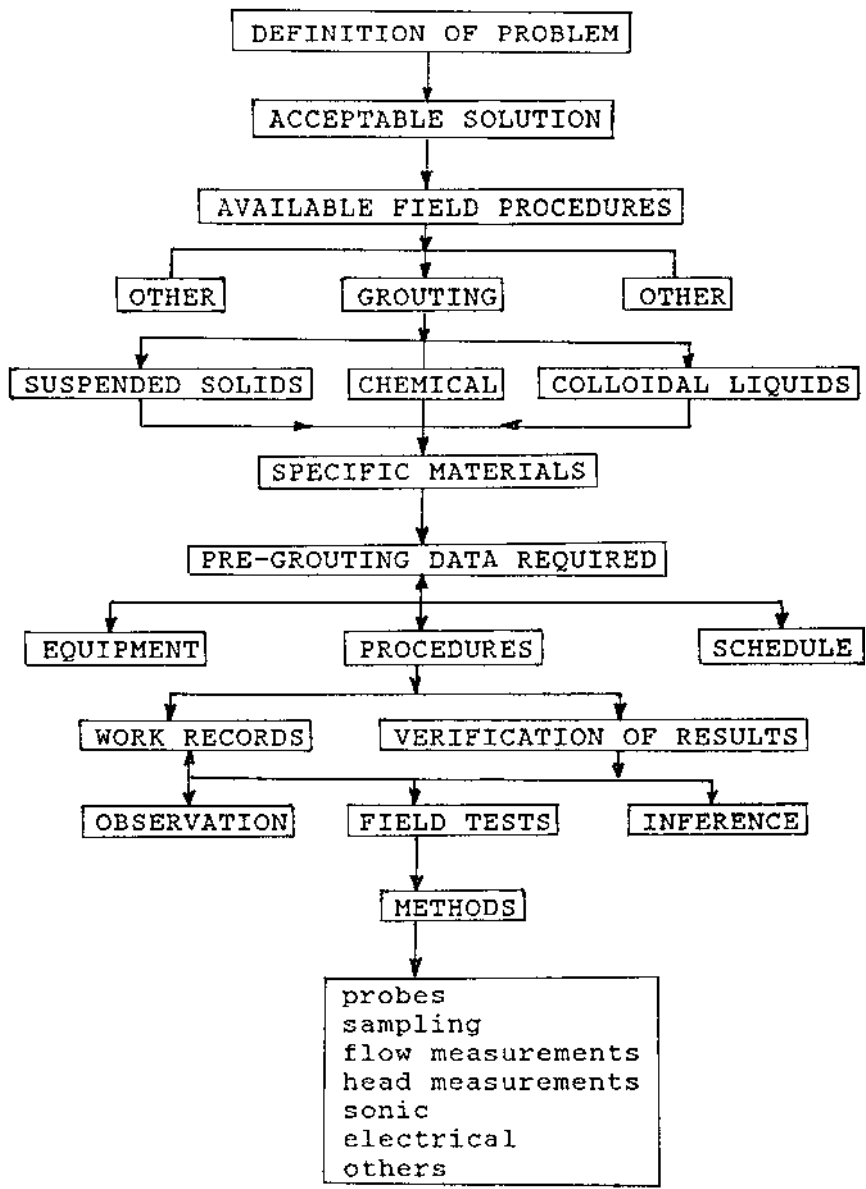 DEFINITION OF PROBLEM
ACCEPTABLE SOLUTION
AVAILABLE FIELD PROCEDURES
OTHER
GROUTING
OTHER
SUSPENDED SOLIDS
CHEMICAL
COLLOIDAL LIQUIDS
SPECIFIC MATERIALS
PRE-GROUTING DATA REQUIRED
EQUIPMENT
PROCEDURES
SCHEDULE
WORK RECORDS
VERIFICATION OF RESULTS
OBSERVATION
FIELD TESTS
INFERENCE
METHODS
probes
sampling
flow measurements
head measurements
sonic
electrical
others